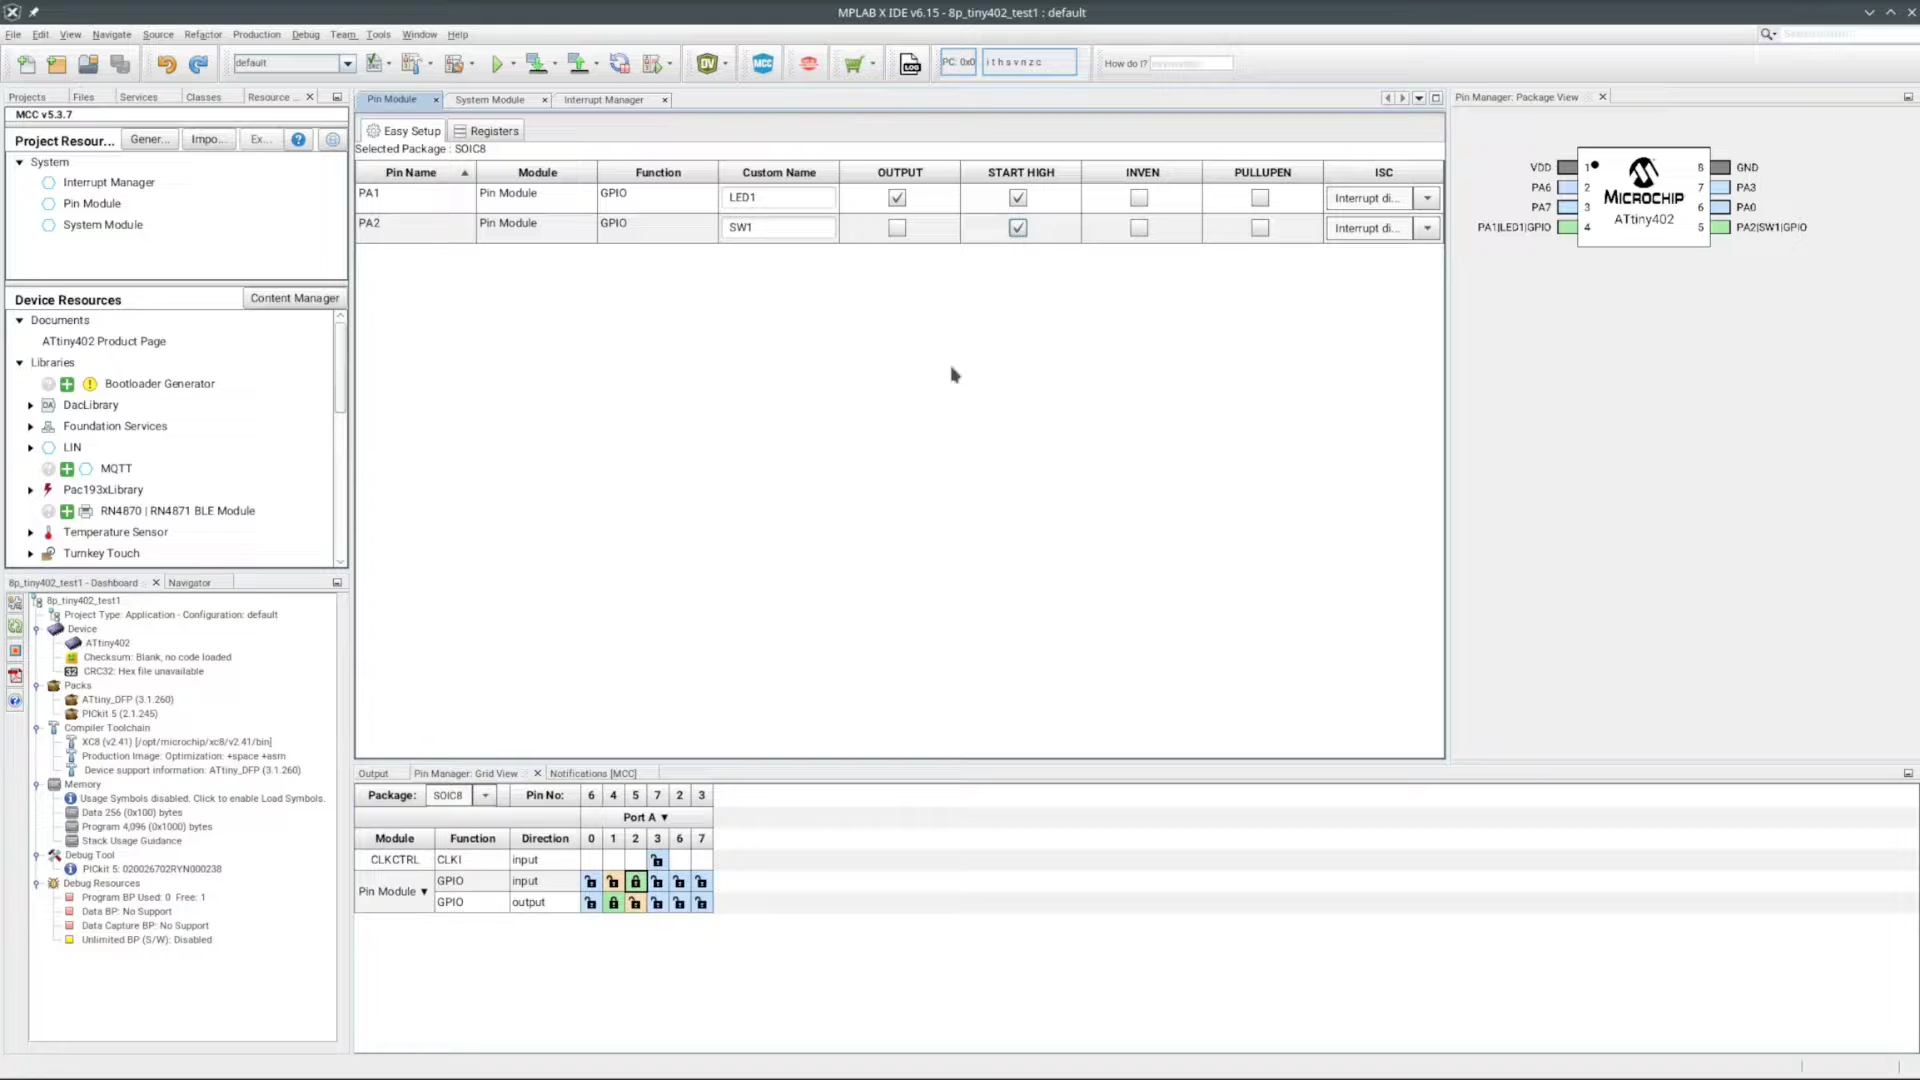 MPLAB X IDE v6.15 - 8p_tiny402_test1 : default
File Edit View Navigate Source Refactor Production Debug Team Tools Window Help
default
DV
MCC
LOG
PC: 0x0
i t h s v n z c
How do I?
Projects Files Services Classes Resource ...
MCC v5.3.7
Project Resour... Gener... Impo... Ex...
System
Interrupt Manager
Pin Module
System Module
Device Resources Content Manager
Documents
ATtiny402 Product Page
Libraries
Bootloader Generator
DacLibrary
Foundation Services
LIN
MQTT
Pac193xLibrary
RN4870 | RN4871 BLE Module
Temperature Sensor
Turnkey Touch
8p_tiny402_test1 - Dashboard Navigator
8p_tiny402_test1
Project Type: Application - Configuration: default
Device
ATtiny402
Checksum: Blank, no code loaded
CRC32: Hex file unavailable
Packs
ATtiny_DFP (3.1.260)
PICkit 5 (2.1.245)
Compiler Toolchain
XC8 (v2.41) [/opt/microchip/xc8/v2.41/bin]
Production Image: Optimization: +space +asm
Device support information: ATtiny_DFP (3.1.260)
Memory
Usage Symbols disabled. Click to enable Load Symbols.
Data 256 (0x100) bytes
Program 4,096 (0x1000) bytes
Stack Usage Guidance
Debug Tool
PICkit 5: 020026702RYN000238
Debug Resources
Program BP Used: 0 Free: 1
Data BP: No Support
Data Capture BP: No Support
Unlimited BP (S/W): Disabled
Pin Module System Module Interrupt Manager
Easy Setup Registers
Selected Package : SOIC8
Pin Name Module Function Custom Name OUTPUT START HIGH INVEN PULLUPEN ISC
PA1 Pin Module GPIO LED1 Interrupt di...
PA2 Pin Module GPIO SW1 Interrupt di...
Output Pin Manager: Grid View Notifications [MCC]
Package: SOIC8 Pin No: 6 4 5 7 2 3
Port A ▼
Module Function Direction 0 1 2 3 6 7
CLKCTRL CLKI input
Pin Module ▼ GPIO input
GPIO output
Pin Manager: Package View
VDD 1 8 GND
PA6 2 7 PA3
PA7 3 6 PA0
PA1|LED1|GPIO 4 5 PA2|SW1|GPIO
MICROCHIP
ATtiny402